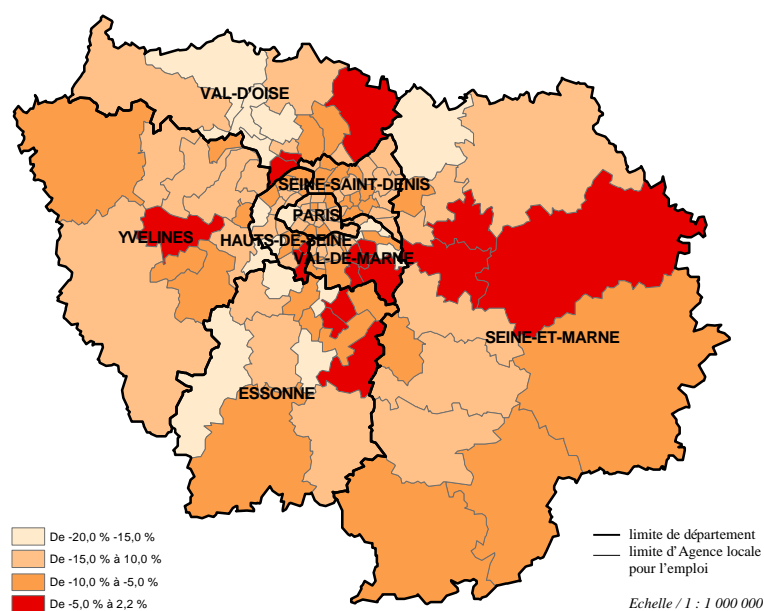 VAL-D'OISE
SEINE-SAINT-DENIS
PARIS
YVELINES
HAUTS-DE-SEINE
VAL-DE-MARNE
SEINE-ET-MARNE
ESSONNE
De -20,0 % -15,0 %
De -15,0 % à 10,0 %
De -10,0 % à -5,0 %
De -5,0 % à 2,2 %
limite de département
limite d'Agence locale
pour l'emploi
Echelle / 1 : 1 000 000